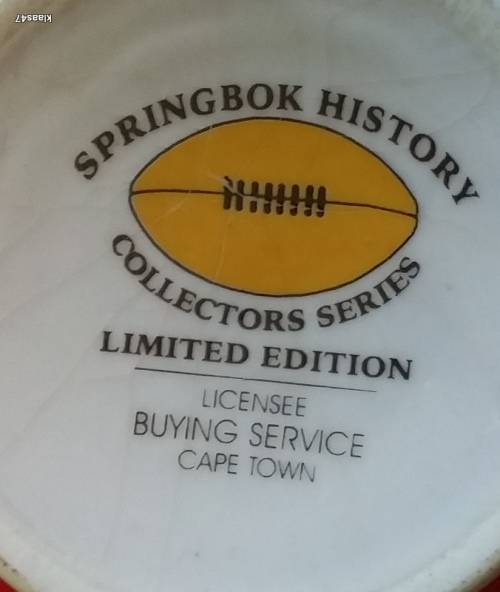 klaas47
SPRINGBOK HISTORY
COLLECTORS SERIES
LIMITED EDITION
LICENSEE
BUYING SERVICE
CAPE TOWN